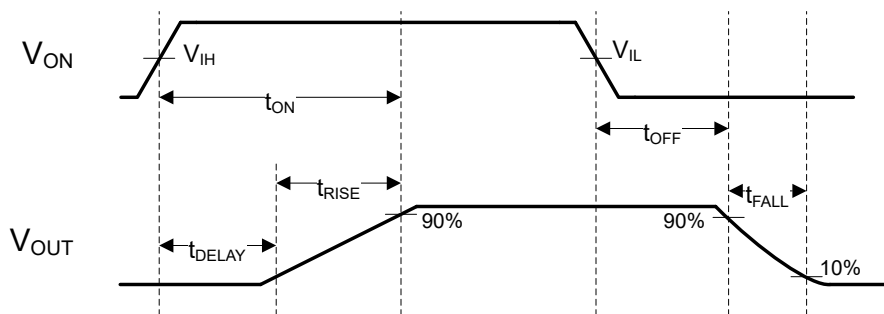 VON
VIH
VIL
tON
tOFF
tRISE
tFALL
VOUT
tDELAY
90%
90%
10%